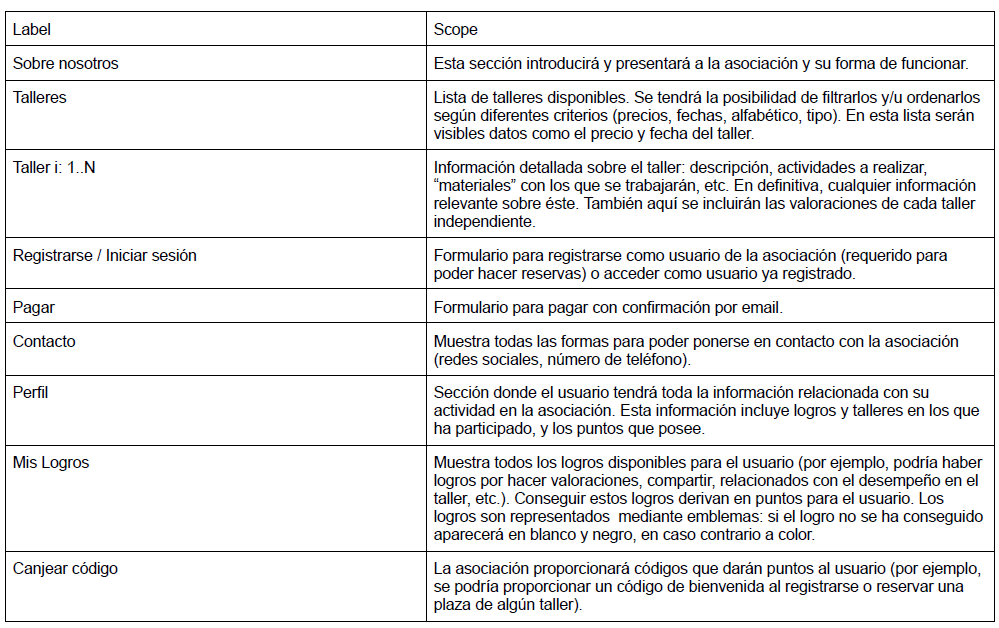 Label
Scope
Sobre nosotros
Esta sección introducirá y presentará a la asociación y su forma de funcionar.
Talleres
Lista de talleres disponibles. Se tendrá la posibilidad de filtrarlos y/u ordenarlos
según diferentes criterios (precios, fechas, alfabético, tipo). En esta lista serán
visibles datos como el precio y fecha del taller.
Taller i: 1..N
Información detallada sobre el taller: descripción, actividades a realizar,
“materiales” con los que se trabajarán, etc. En definitiva, cualquier información
relevante sobre éste. También aquí se incluirán las valoraciones de cada taller
independiente.
Registrarse / Iniciar sesión
Formulario para registrarse como usuario de la asociación (requerido para
poder hacer reservas) o acceder como usuario ya registrado.
Pagar
Formulario para pagar con confirmación por email.
Contacto
Muestra todas las formas para poder ponerse en contacto con la asociación
(redes sociales, número de teléfono).
Perfil
Sección donde el usuario tendrá toda la información relacionada con su
actividad en la asociación. Esta información incluye logros y talleres en los que
ha participado, y los puntos que posee.
Mis Logros
Muestra todos los logros disponibles para el usuario (por ejemplo, podría haber
logros por hacer valoraciones, compartir, relacionados con el desempeño en el
taller, etc.). Conseguir estos logros derivan en puntos para el usuario. Los
logros son representados  mediante emblemas: si el logro no se ha conseguido
aparecerá en blanco y negro, en caso contrario a color.
Canjear código
La asociación proporcionará códigos que darán puntos al usuario (por ejemplo,
se podría proporcionar un código de bienvenida al registrarse o reservar una
plaza de algún taller).